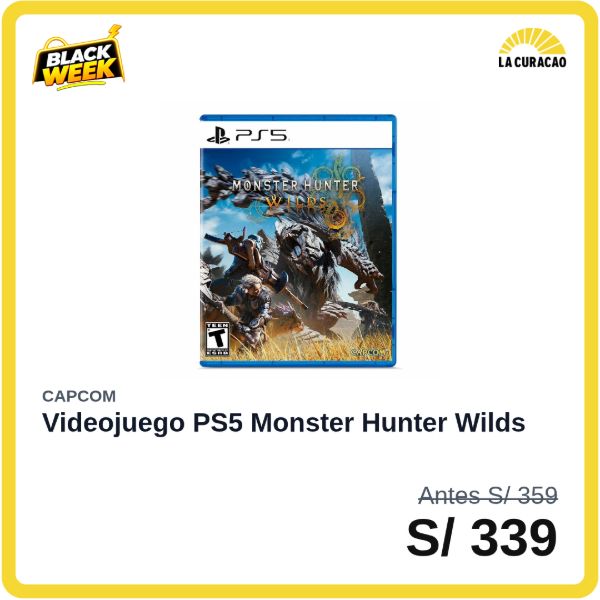 BLACK
WEEK
LA CURACAO
PS5
MONSTER HUNTER
WILDS
TEEN
T
ESRB
CAPCOM
CAPCOM
Videojuego PS5 Monster Hunter Wilds
Antes S/ 359
S/ 339